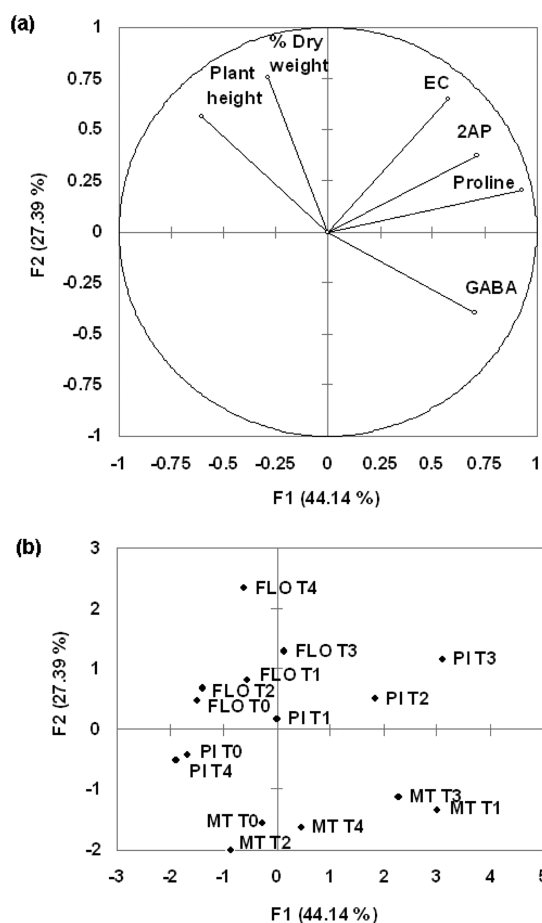 (a)
% Dry
weight
Plant
height
EC
2AP
Proline
GABA
F2 (27.39 %)
1
0.75
0.5
0.25
0
-0.25
-0.5
-0.75
-1
-1 -0.75 -0.5 -0.25 0 0.25 0.5 0.75 1
F1 (44.14 %)
(b)
F2 (27.39 %)
3
2
1
0
-1
-2
FLO T4
FLO T3
PI T3
FLO T1
FLO T2
FLO T0
PI T2
PI T1
PI T0
PI T4
MT T3
MT T1
MT T0
MT T4
MT T2
-3 -2 -1 0 1 2 3 4 5
F1 (44.14 %)